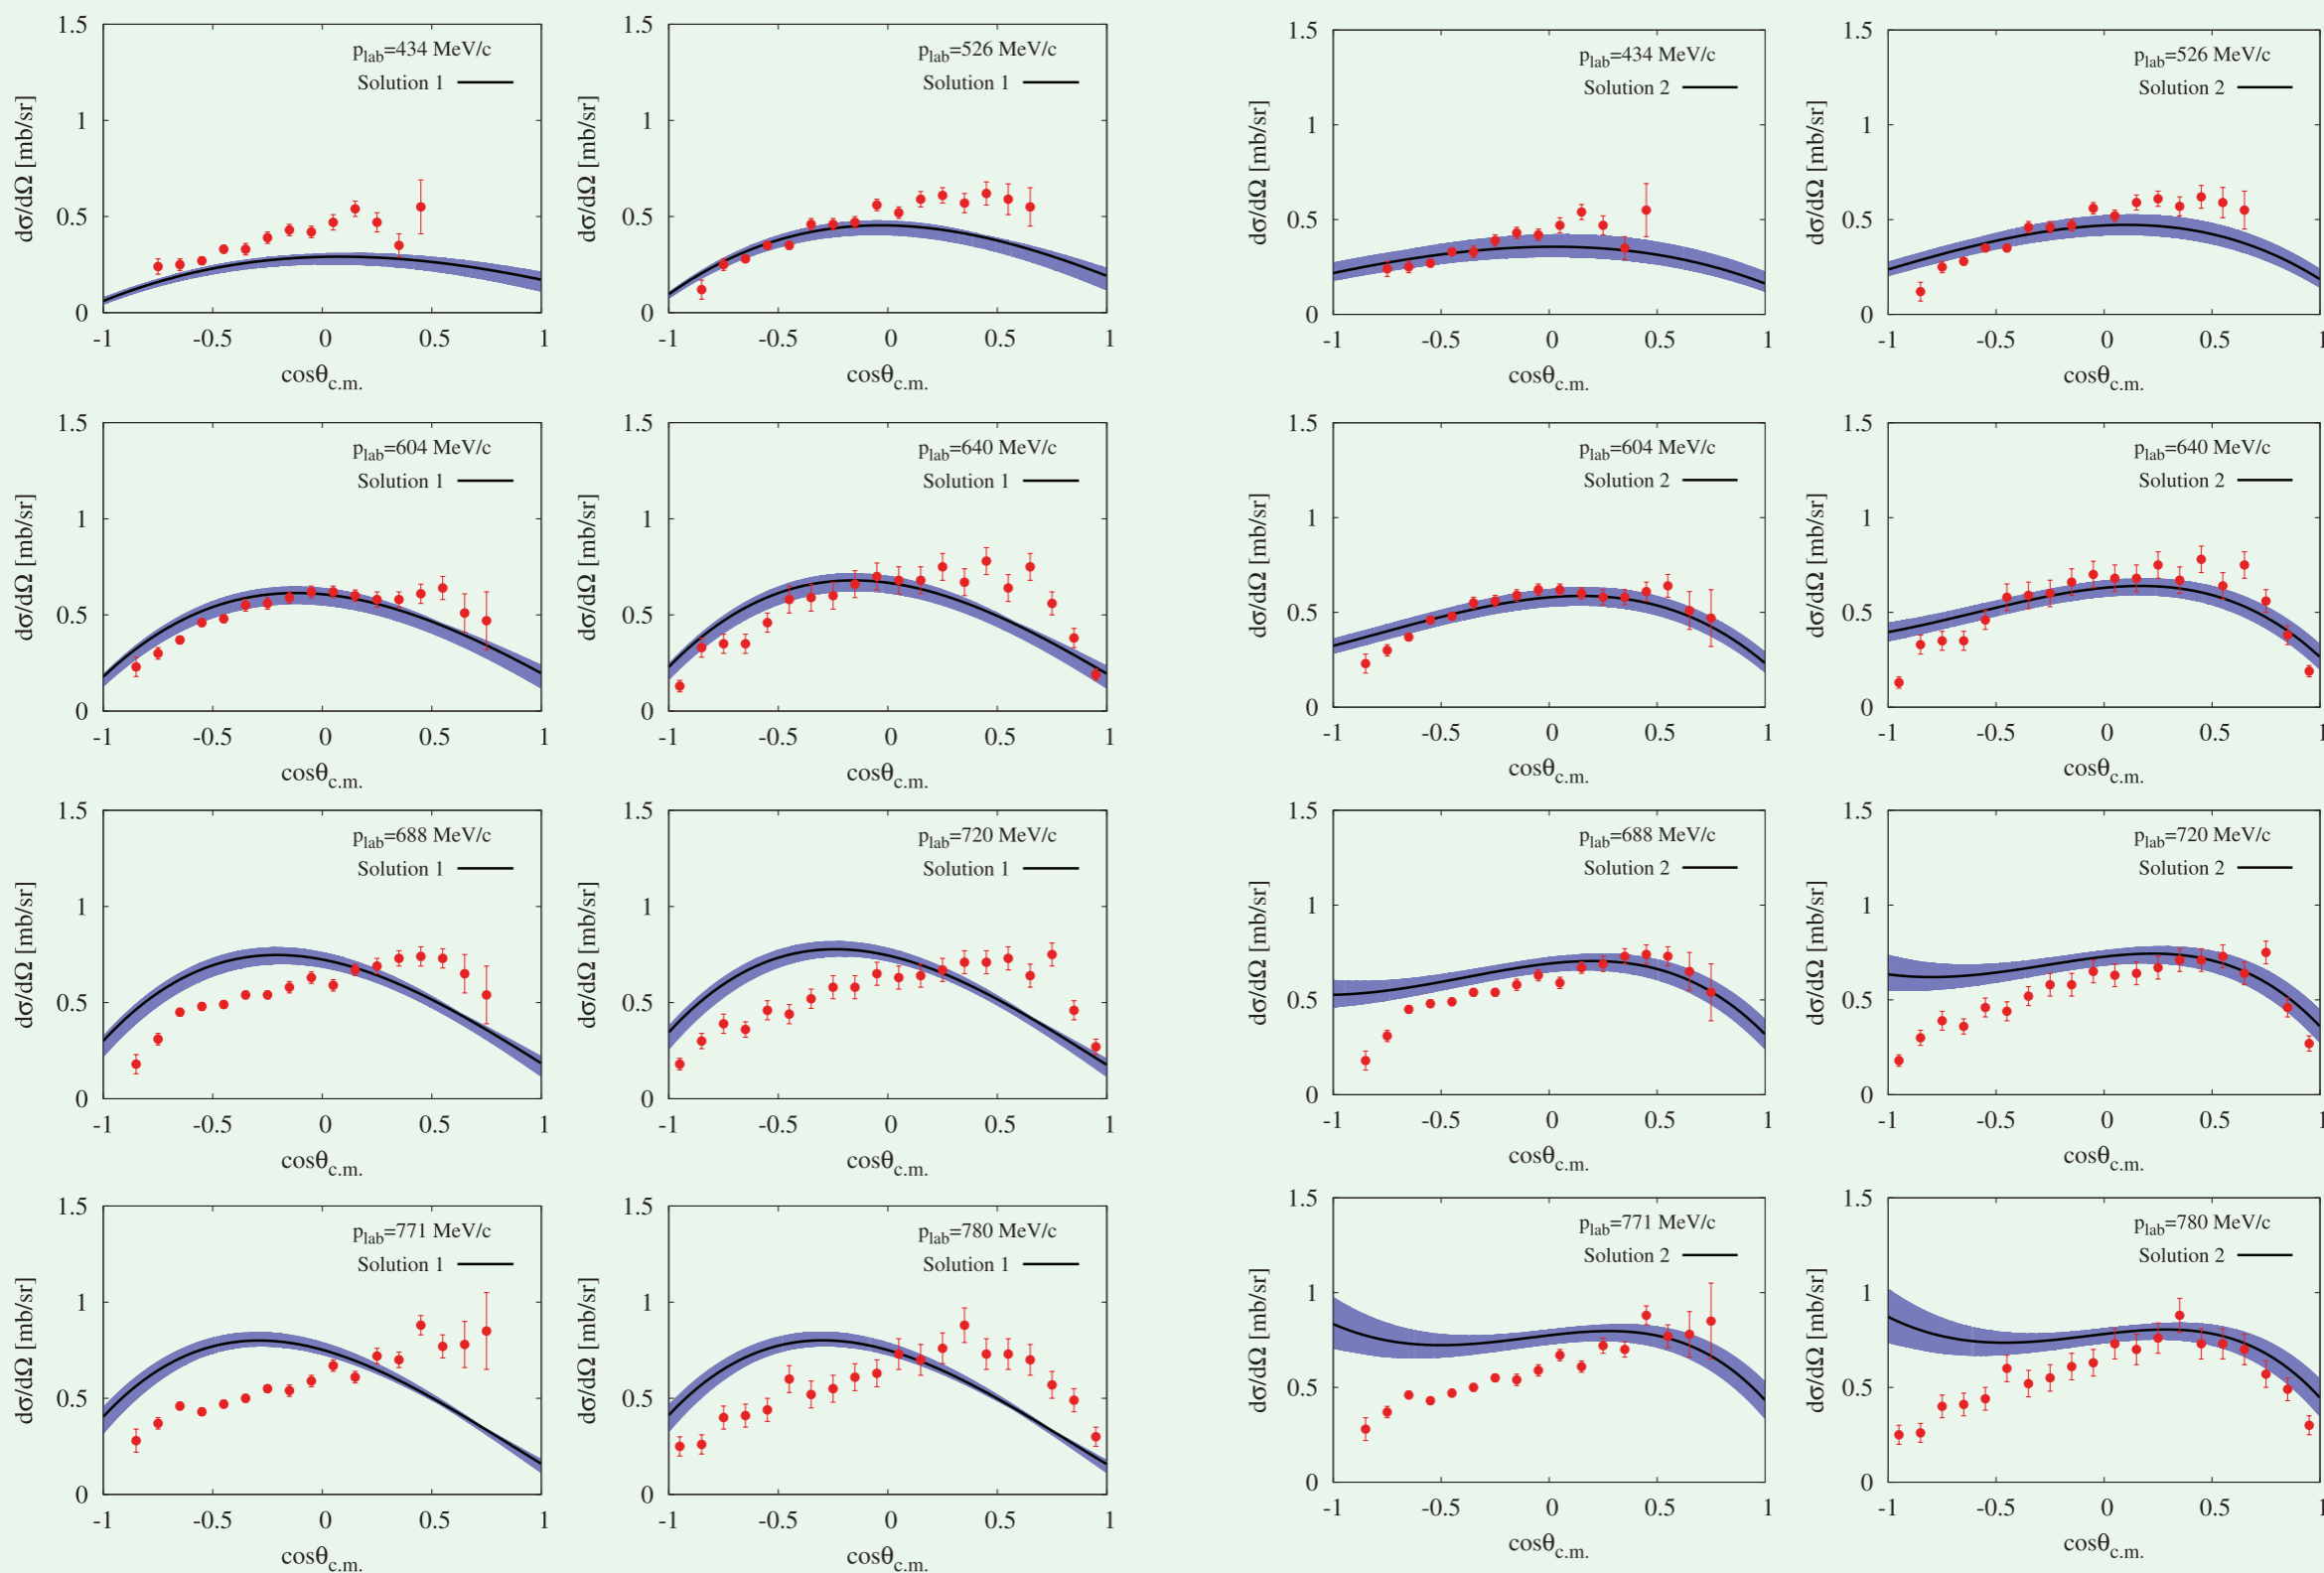 p_lab=434 MeV/c
Solution 1
dσ/dΩ [mb/sr]
1.5
1
0.5
0
-1 -0.5 0 0.5 1
cosθ_c.m.
p_lab=526 MeV/c
Solution 1
dσ/dΩ [mb/sr]
1.5
1
0.5
0
-1 -0.5 0 0.5 1
cosθ_c.m.
p_lab=434 MeV/c
Solution 2
dσ/dΩ [mb/sr]
1.5
1
0.5
0
-1 -0.5 0 0.5 1
cosθ_c.m.
p_lab=526 MeV/c
Solution 2
dσ/dΩ [mb/sr]
1.5
1
0.5
0
-1 -0.5 0 0.5 1
cosθ_c.m.
p_lab=604 MeV/c
Solution 1
dσ/dΩ [mb/sr]
1.5
1
0.5
0
-1 -0.5 0 0.5 1
cosθ_c.m.
p_lab=640 MeV/c
Solution 1
dσ/dΩ [mb/sr]
1.5
1
0.5
0
-1 -0.5 0 0.5 1
cosθ_c.m.
p_lab=604 MeV/c
Solution 2
dσ/dΩ [mb/sr]
1.5
1
0.5
0
-1 -0.5 0 0.5 1
cosθ_c.m.
p_lab=640 MeV/c
Solution 2
dσ/dΩ [mb/sr]
1.5
1
0.5
0
-1 -0.5 0 0.5 1
cosθ_c.m.
p_lab=688 MeV/c
Solution 1
dσ/dΩ [mb/sr]
1.5
1
0.5
0
-1 -0.5 0 0.5 1
cosθ_c.m.
p_lab=720 MeV/c
Solution 1
dσ/dΩ [mb/sr]
1.5
1
0.5
0
-1 -0.5 0 0.5 1
cosθ_c.m.
p_lab=688 MeV/c
Solution 2
dσ/dΩ [mb/sr]
1.5
1
0.5
0
-1 -0.5 0 0.5 1
cosθ_c.m.
p_lab=720 MeV/c
Solution 2
dσ/dΩ [mb/sr]
1.5
1
0.5
0
-1 -0.5 0 0.5 1
cosθ_c.m.
p_lab=771 MeV/c
Solution 1
dσ/dΩ [mb/sr]
1.5
1
0.5
0
-1 -0.5 0 0.5 1
cosθ_c.m.
p_lab=780 MeV/c
Solution 1
dσ/dΩ [mb/sr]
1.5
1
0.5
0
-1 -0.5 0 0.5 1
cosθ_c.m.
p_lab=771 MeV/c
Solution 2
dσ/dΩ [mb/sr]
1.5
1
0.5
0
-1 -0.5 0 0.5 1
cosθ_c.m.
p_lab=780 MeV/c
Solution 2
dσ/dΩ [mb/sr]
1.5
1
0.5
0
-1 -0.5 0 0.5 1
cosθ_c.m.